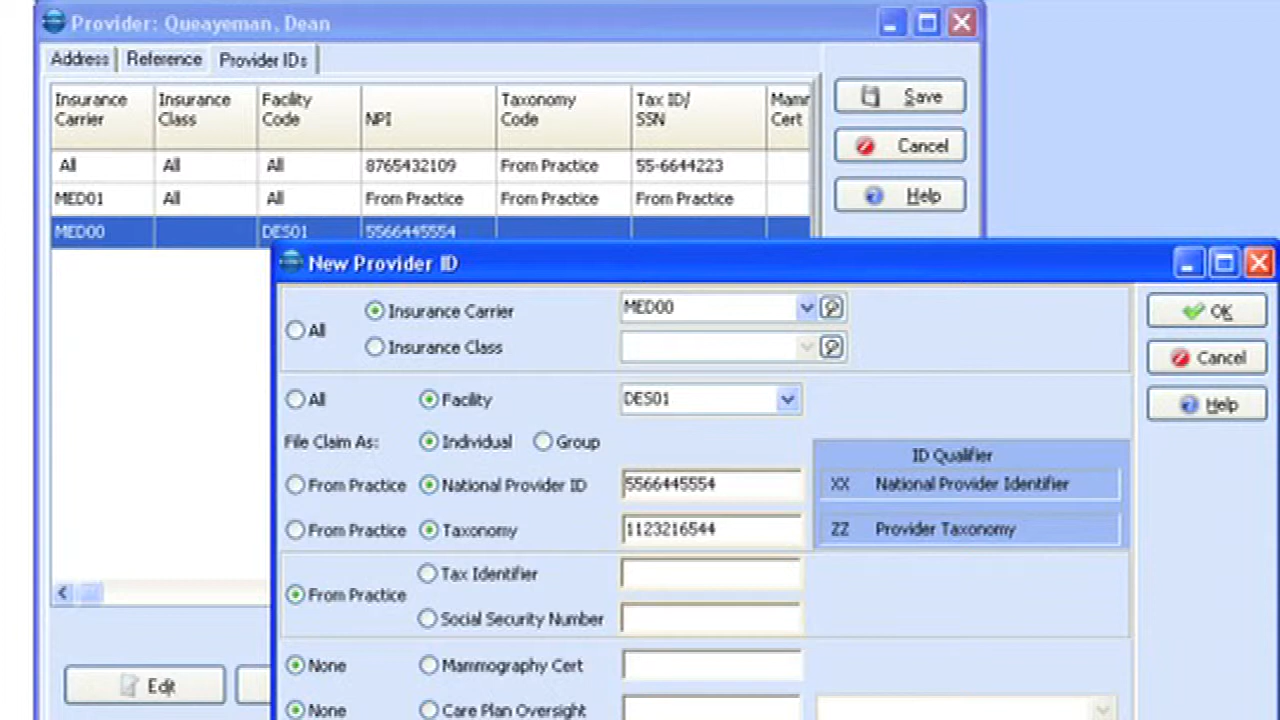 Provider: Queayeman, Dean
Address Reference Provider IDs
Insurance Carrier Insurance Class Facility Code NPI Taxonomy Code Tax ID/ SSN Mamr Cert
All All All 8765432109 From Practice 55-6644223
MED01 All All From Practice From Practice From Practice
MED00 DES01 5566445554
Save
Cancel
Help
New Provider ID
All Insurance Carrier MED00
Insurance Class
All Facility DES01
File Claim As: Individual Group
ID Qualifier
From Practice National Provider ID 5566445554 XX National Provider Identifier
From Practice Taxonomy 1123216544 ZZ Provider Taxonomy
From Practice Tax Identifier
Social Security Number
None Mammography Cert
None Care Plan Oversight
OK
Cancel
Help
Edit